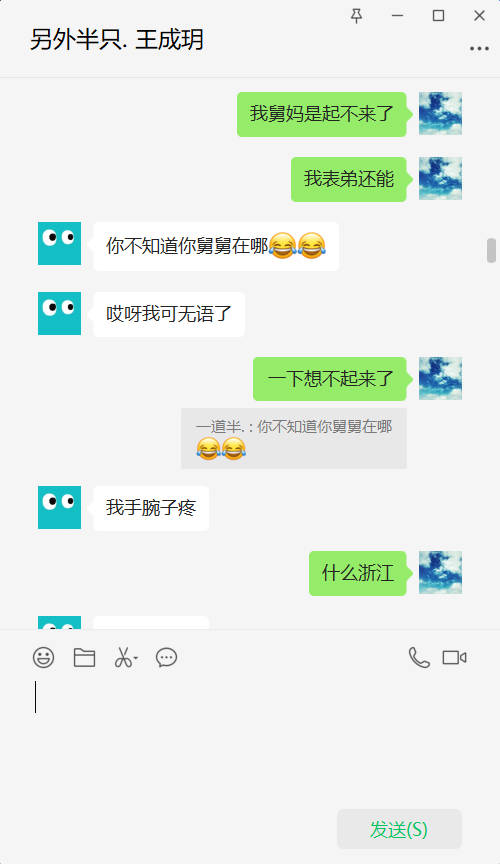 另外半只. 王成玥
我舅妈是起不来了
我表弟还能
你不知道你舅舅在哪😂😂
哎呀我可无语了
一下想不起来了
一道半. : 你不知道你舅舅在哪
😂😂
我手腕子疼
什么浙江
发送(S)